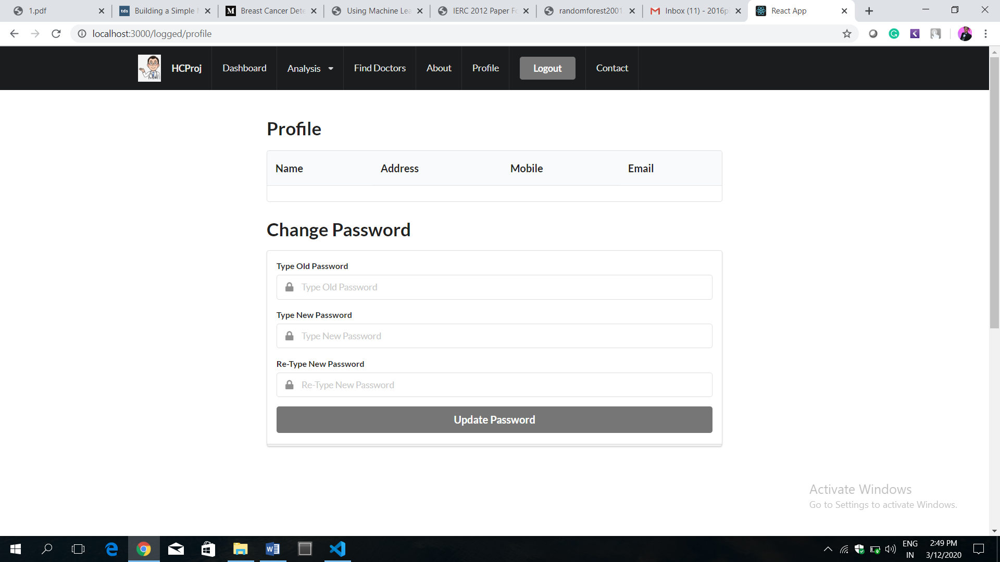 1.pdf
tds Building a Simple
M Breast Cancer Dete
Using Machine Lea
IERC 2012 Paper Fo
randomforest2001
Inbox (11) - 2016p
React App
localhost:3000/logged/profile
HCProj
Dashboard
Analysis
Find Doctors
About
Profile
Logout
Contact
Profile
Name Address Mobile Email
Change Password
Type Old Password
Type Old Password
Type New Password
Type New Password
Re-Type New Password
Re-Type New Password
Update Password
Activate Windows
Go to Settings to activate Windows.
ENG
IN
2:49 PM
3/12/2020